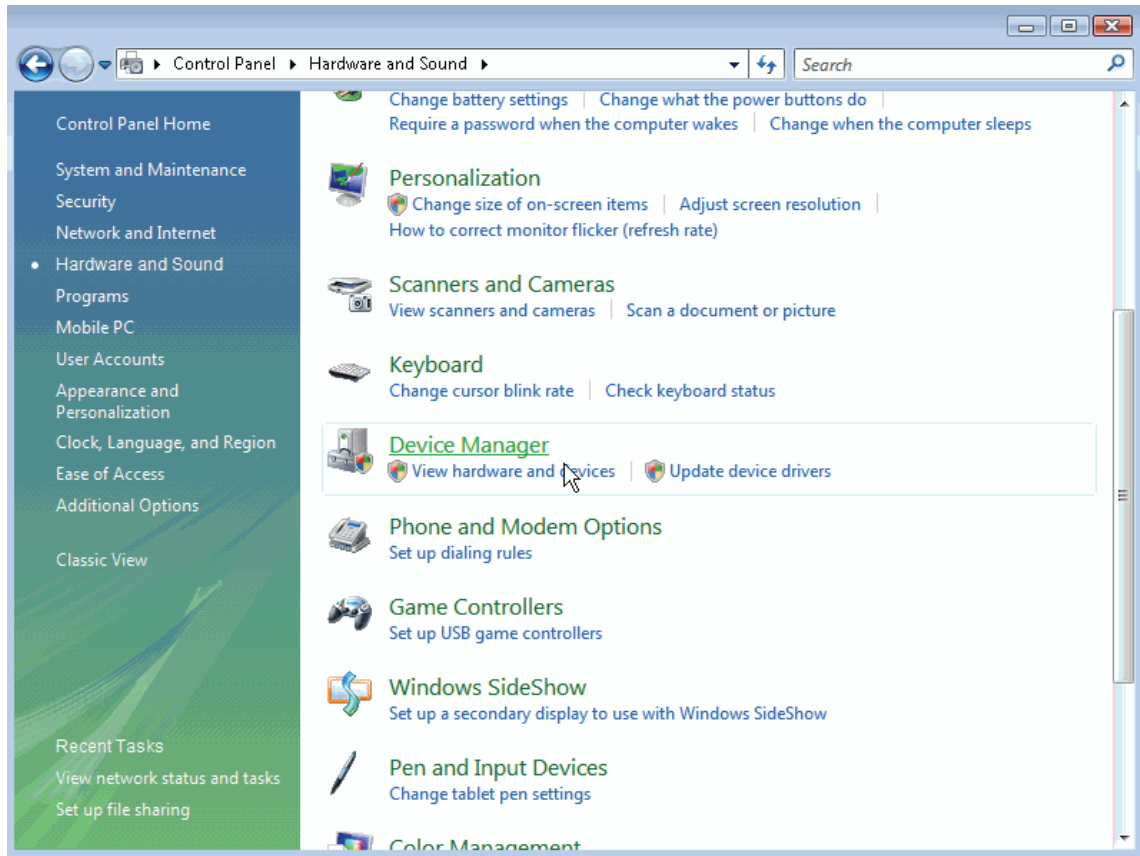 Control Panel Hardware and Sound
Search
Control Panel Home
System and Maintenance
Security
Network and Internet
Hardware and Sound
Programs
Mobile PC
User Accounts
Appearance and
Personalization
Clock, Language, and Region
Ease of Access
Additional Options
Classic View
Recent Tasks
View network status and tasks
Set up file sharing
Change battery settings Change what the power buttons do
Require a password when the computer wakes Change when the computer sleeps
Personalization
Change size of on-screen items Adjust screen resolution
How to correct monitor flicker (refresh rate)
Scanners and Cameras
View scanners and cameras Scan a document or picture
Keyboard
Change cursor blink rate Check keyboard status
Device Manager
View hardware and devices Update device drivers
Phone and Modem Options
Set up dialing rules
Game Controllers
Set up USB game controllers
Windows SideShow
Set up a secondary display to use with Windows SideShow
Pen and Input Devices
Change tablet pen settings
Color Management